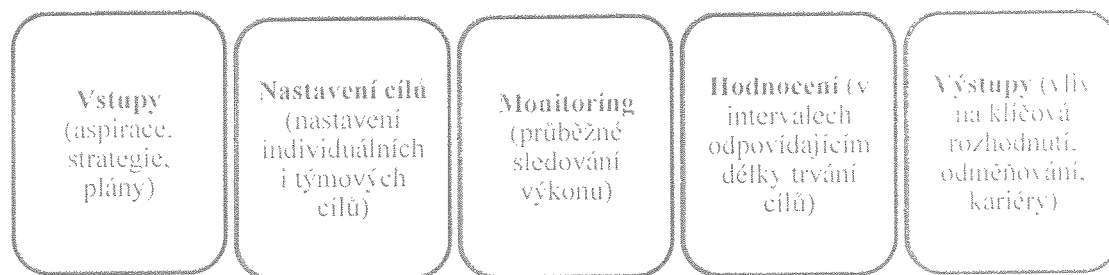 Vstupy
(aspirace,
strategie,
plány)
Nastavení cílů
(nastavení
individuálních
i týmových
cílů)
Monitoring
(průběžné
sledování
výkonu)
Hodnocení (v
intervalech
odpovídajícím
délky trvání
cílů)
Výstupy (vliv
na klíčová
rozhodnutí,
odměňování,
kariéry)